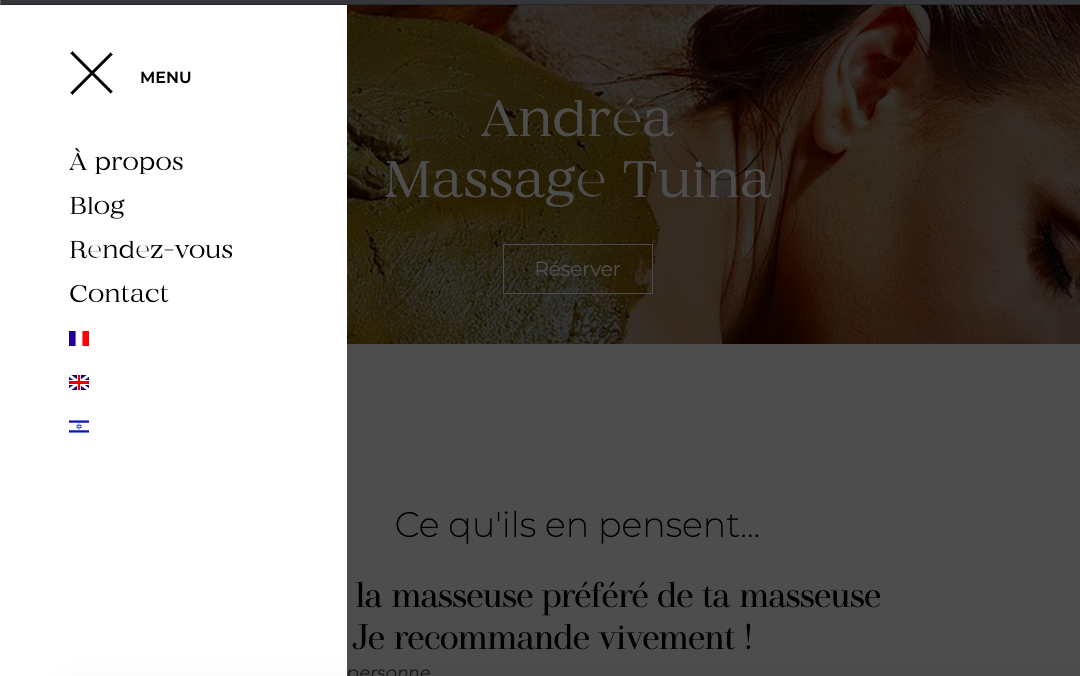 MENU
À propos
Blog
Rendez-vous
Contact
Andréa
Massage Tuina
Réserver
Ce qu'ils en pensent...
la masseuse préféré de ta masseuse
Je recommande vivement !
personne